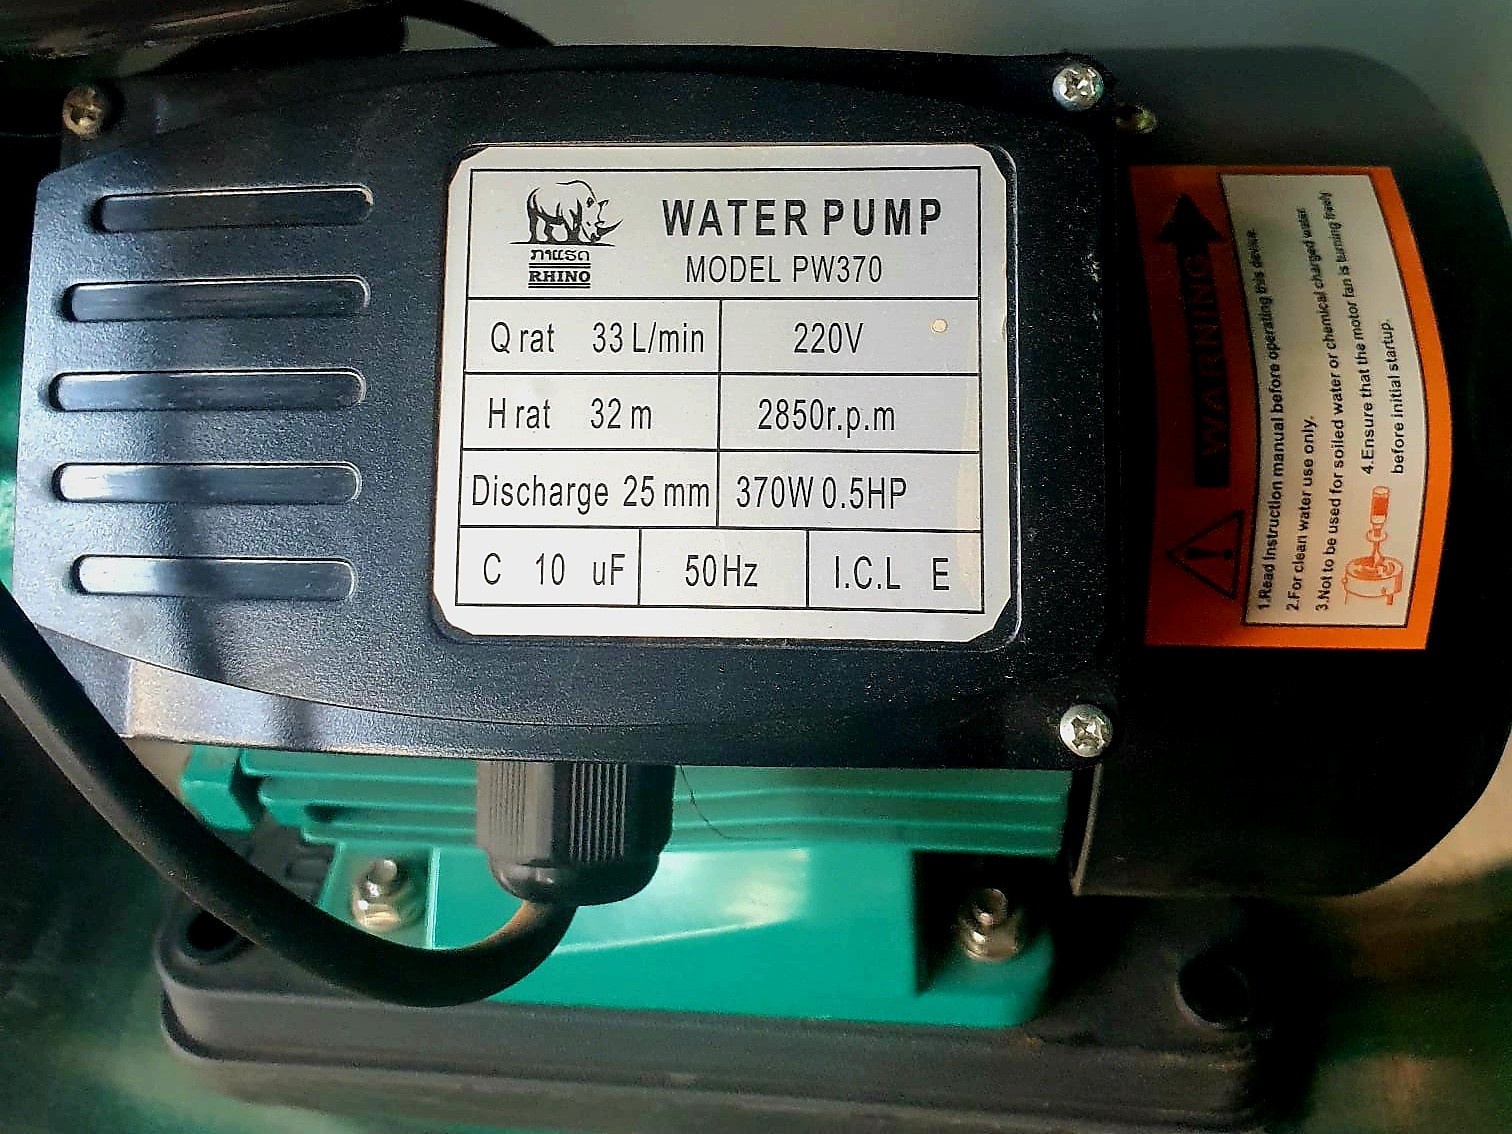 WATER PUMP
MODEL PW370
ตราแรด
RHINO
Q rat 33 L/min
220V
H rat 32 m
2850r.p.m
Discharge 25 mm
370W 0.5HP
C 10 uF
50Hz
I.C.L E
WARNING
1.Read instruction manual before operating this device.
2.For clean water use only.
3.Not to be used for soiled water or chemical charged water.
4.Ensure that the motor fan is turning freely
before initial startup.